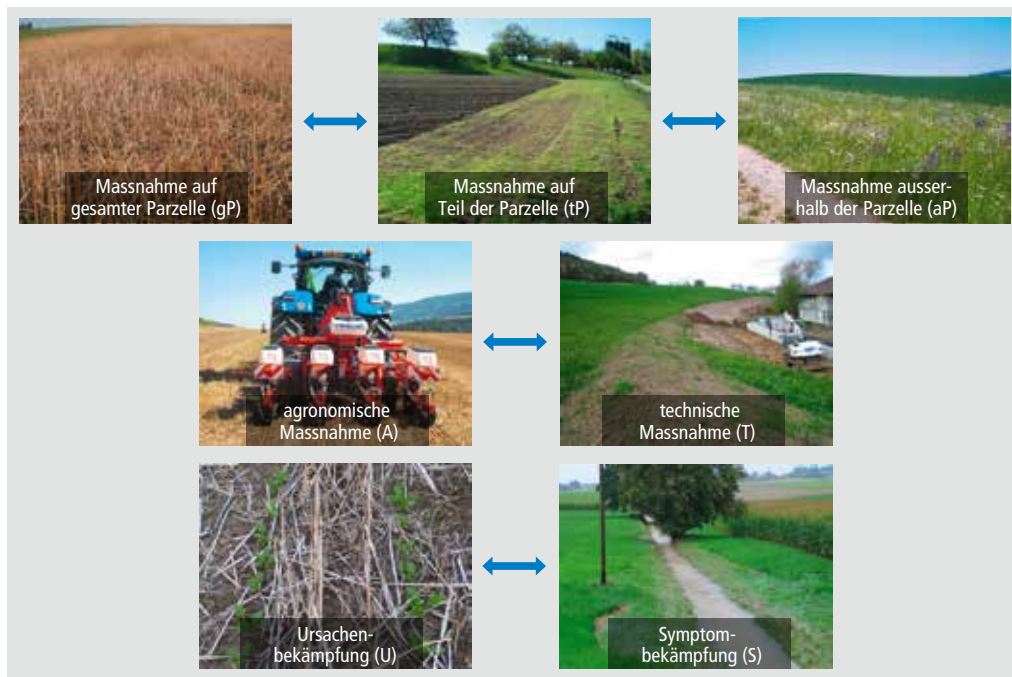 Massnahme auf
gesamter Parzelle (gP)
Massnahme auf
Teil der Parzelle (tP)
Massnahme ausser-
halb der Parzelle (aP)
agronomische
Massnahme (A)
technische
Massnahme (T)
Ursachen-
bekämpfung (U)
Symptom-
bekämpfung (S)